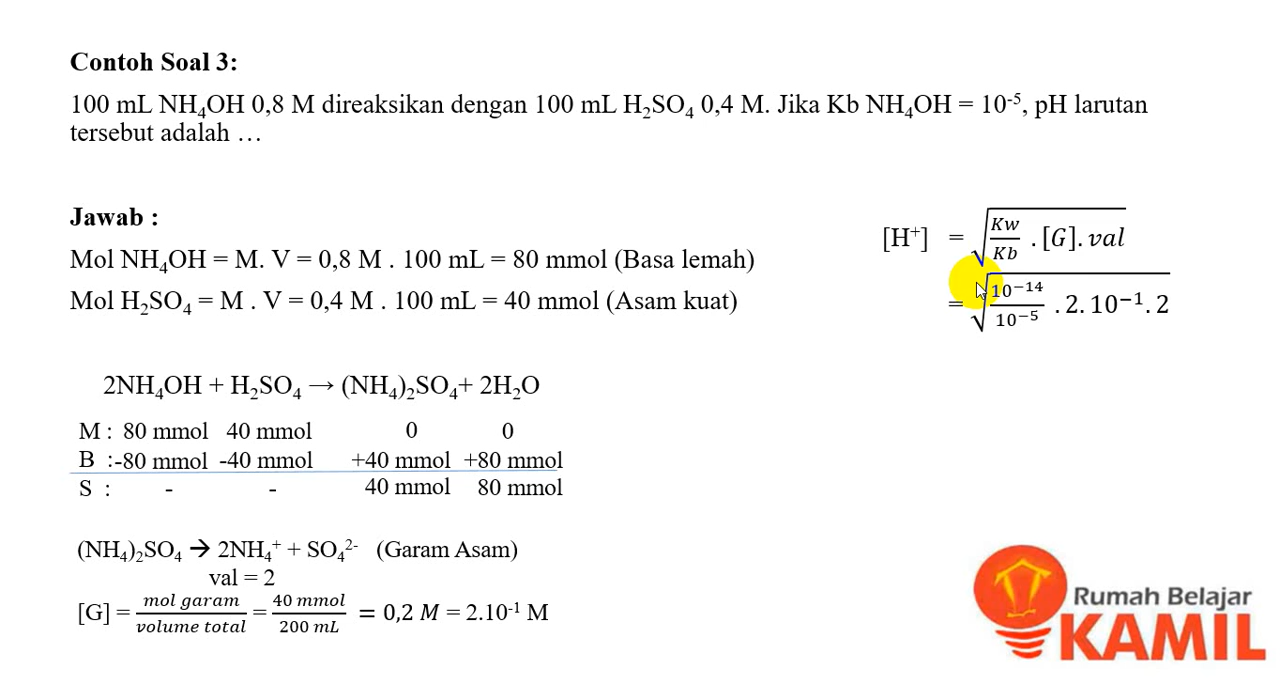 Contoh Soal 3:
100 mL NH₄OH 0,8 M direaksikan dengan 100 mL H₂SO₄ 0,4 M. Jika Kb NH₄OH = 10⁻⁵, pH larutan
tersebut adalah …
Jawab :
Mol NH₄OH = M. V = 0,8 M . 100 mL = 80 mmol (Basa lemah)
Mol H₂SO₄ = M . V = 0,4 M . 100 mL = 40 mmol (Asam kuat)
2NH₄OH + H₂SO₄ → (NH₄)₂SO₄+ 2H₂O
M : 80 mmol 40 mmol 0 0
B :-80 mmol -40 mmol +40 mmol +80 mmol
S : - - 40 mmol 80 mmol
(NH₄)₂SO₄ → 2NH₄⁺ + SO₄²⁻ (Garam Asam)
val = 2
[G] = mol garam / volume total = 40 mmol / 200 mL = 0,2 M = 2.10⁻¹ M
[H⁺] = √(Kw / Kb . [G]. val)
= √(10⁻¹⁴ / 10⁻⁵ . 2. 10⁻¹. 2)
Rumah Belajar
KAMIL